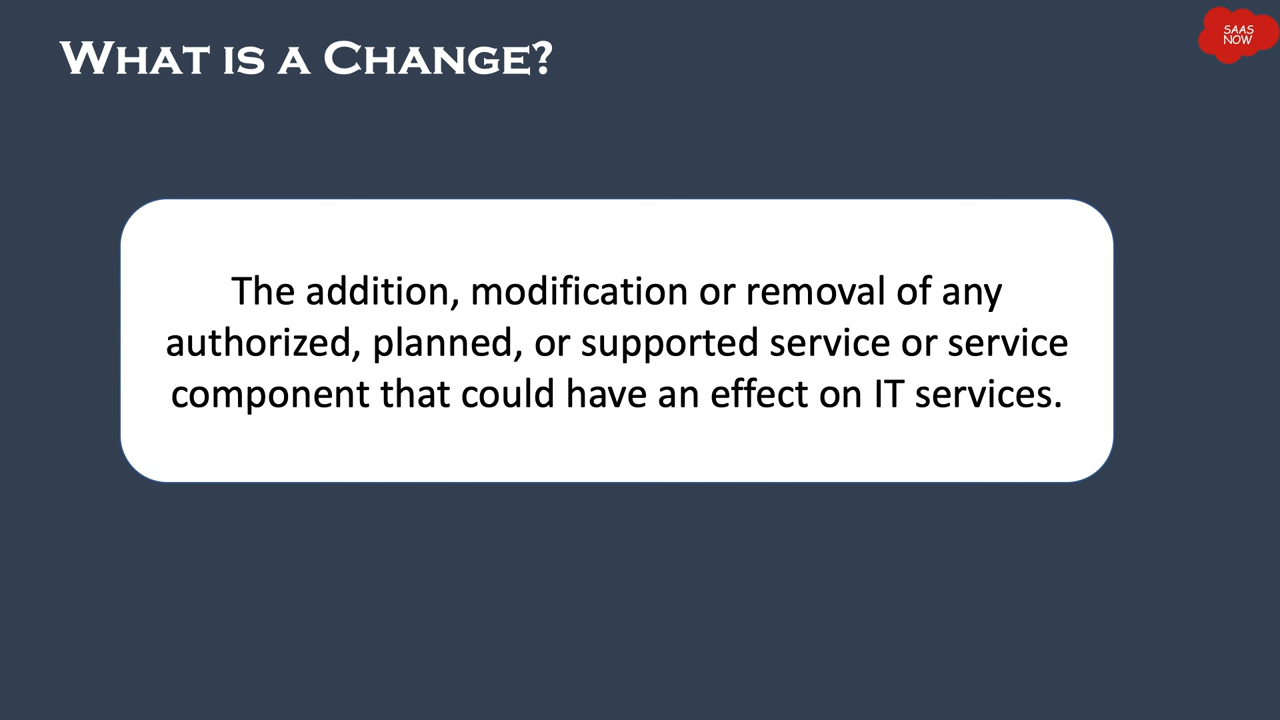 What is a Change?
SAAS
NOW
The addition, modification or removal of any
authorized, planned, or supported service or service
component that could have an effect on IT services.